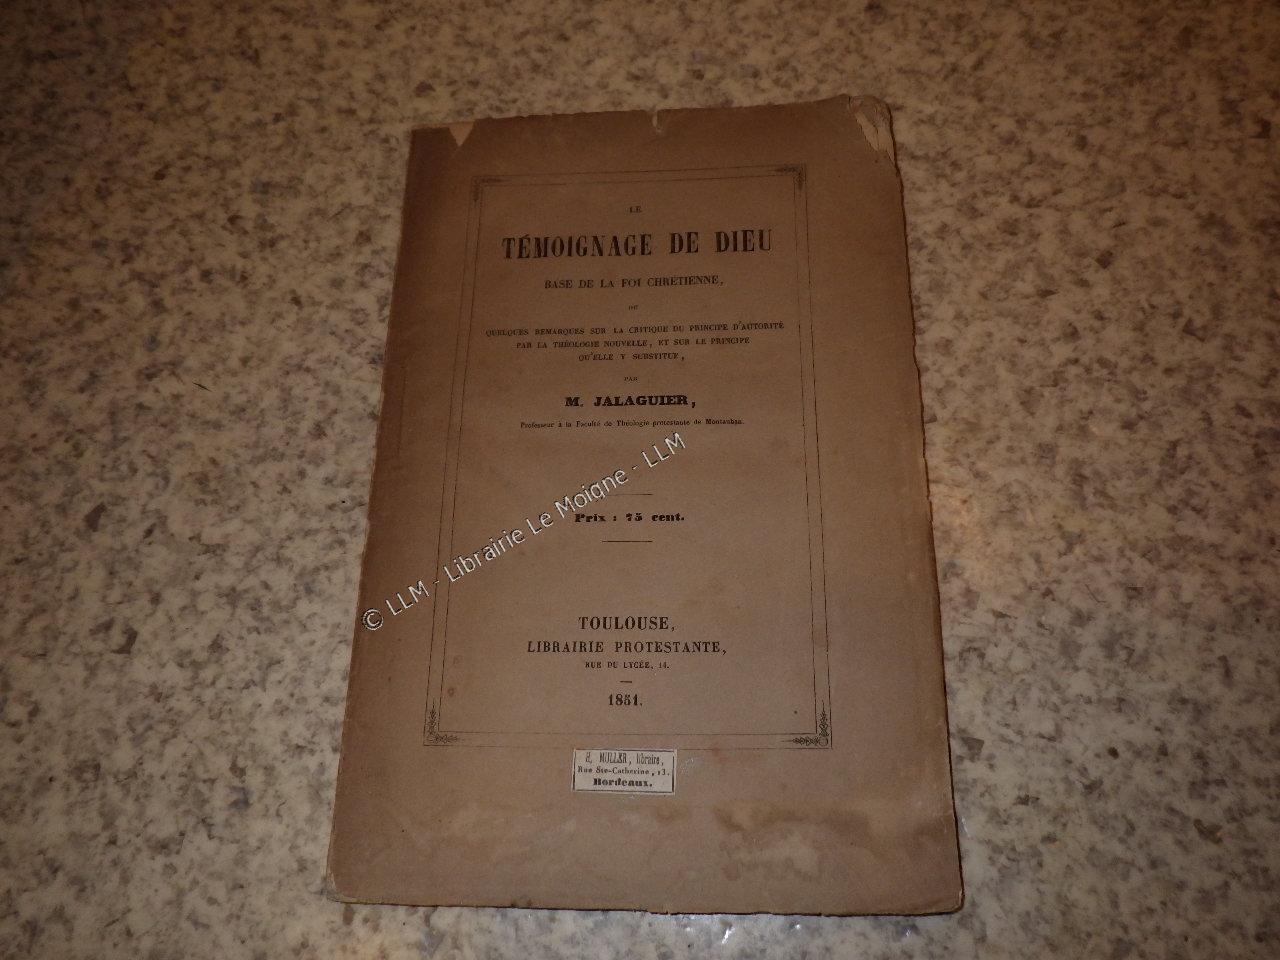 LE
TÉMOIGNAGE DE DIEU
BASE DE LA FOI CHRÉTIENNE,
OU
QUELQUES REMARQUES SUR LA CRITIQUE DU PRINCIPE D'AUTORITÉ
PAR LA THÉOLOGIE NOUVELLE, ET SUR LE PRINCIPE
QU'ELLE Y SUBSTITUE,
PAR
M. JALAGUIER,
Professeur à la Faculté de Théologie protestante de Montauban.
© LLM - Librairie Le Moigne - LLM
Prix : 75 cent.
TOULOUSE,
LIBRAIRIE PROTESTANTE,
RUE DU LYCÉE, 14.
1851.
H. MULLER, libraire,
Rue Ste-Catherine, 13.
Bordeaux.